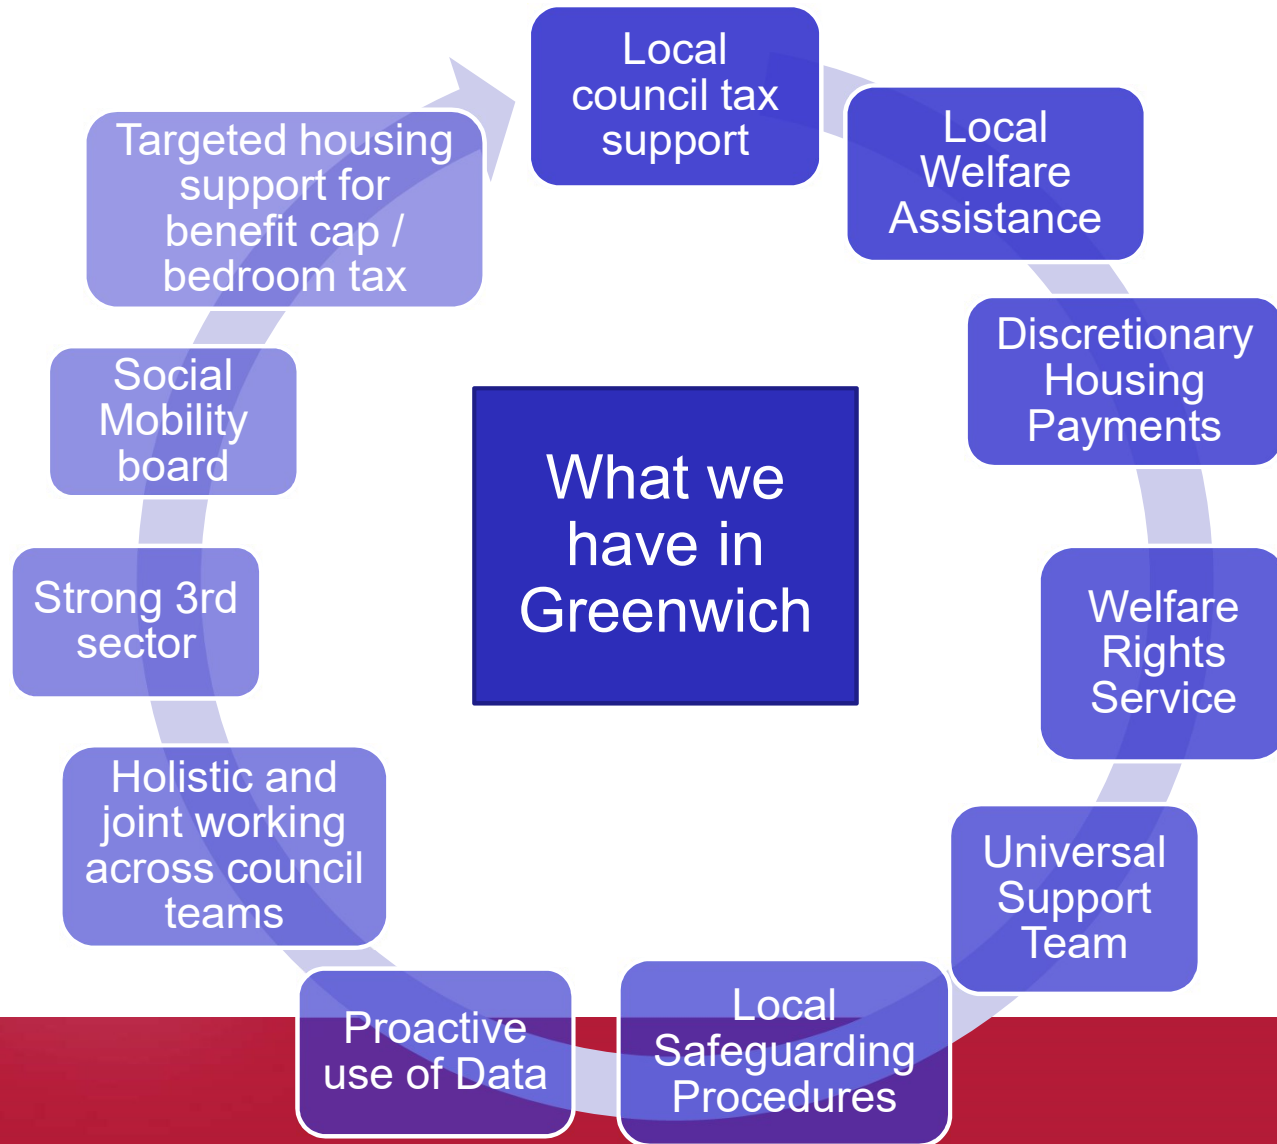 Local
council tax
support
Local
Welfare
Assistance
Discretionary
Housing
Payments
Welfare
Rights
Service
Universal
Support
Team
Local
Safeguarding
Procedures
Proactive
use of Data
Holistic and
joint working
across council
teams
Strong 3rd
sector
Social
Mobility
board
Targeted housing
support for
benefit cap /
bedroom tax
What we
have in
Greenwich